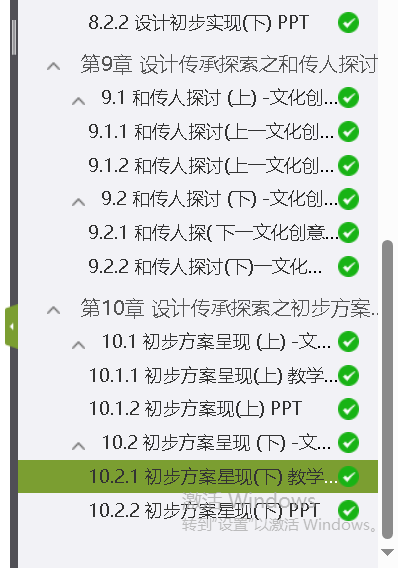 8.2.2 设计初步实现(下) PPT
第9章 设计传承探索之和传人探讨
9.1 和传人探讨 (上) -文化创...
9.1.1 和传人探讨(上一文化创...
9.1.2 和传人探讨(上一文化创...
9.2 和传人探讨 (下) -文化创...
9.2.1 和传人探( 下一文化创意...
9.2.2 和传人探讨(下)一文化...
第10章 设计传承探索之初步方案...
10.1 初步方案呈现 (上) -文...
10.1.1 初步方案呈现(上) 教学...
10.1.2 初步方案现(上) PPT
10.2 初步方案呈现 (下) -文...
10.2.1 初步方案星现(下) 教学...
激活 Windows
10.2.2 初步方案星现(下) PPT
转到"设置"以激活 Windows。